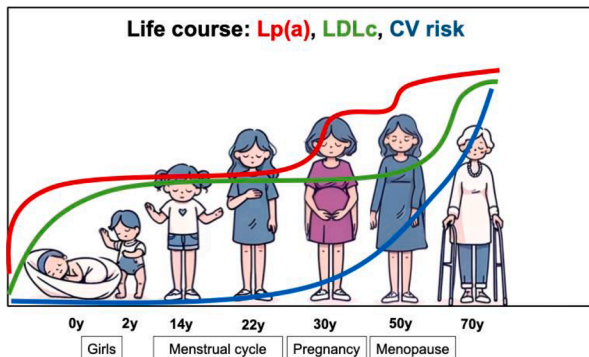 Life course: Lp(a), LDLc, CV risk
0y 2y 14y 22y 30y 50y 70y
Girls Menstrual cycle Pregnancy Menopause